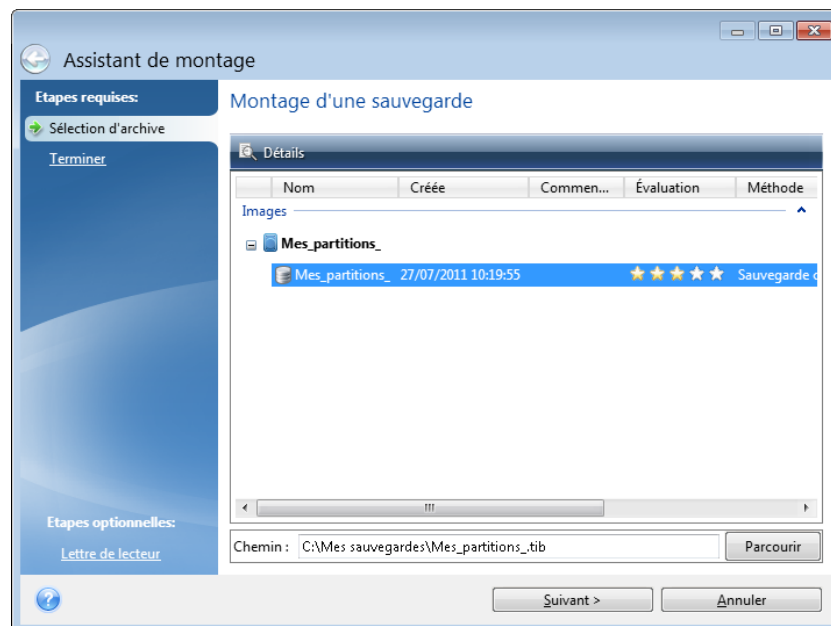 Assistant de montage
Etapes requises:
Sélection d'archive
Terminer
Montage d'une sauvegarde
Détails
Nom Créée Commen... Évaluation Méthode
Images
Mes_partitions_
Mes_partitions_ 27/07/2011 10:19:55 Sauvegarde
Etapes optionnelles:
Lettre de lecteur
Chemin : C:\Mes sauvegardes\Mes_partitions_.tib Parcourir
Suivant > Annuler